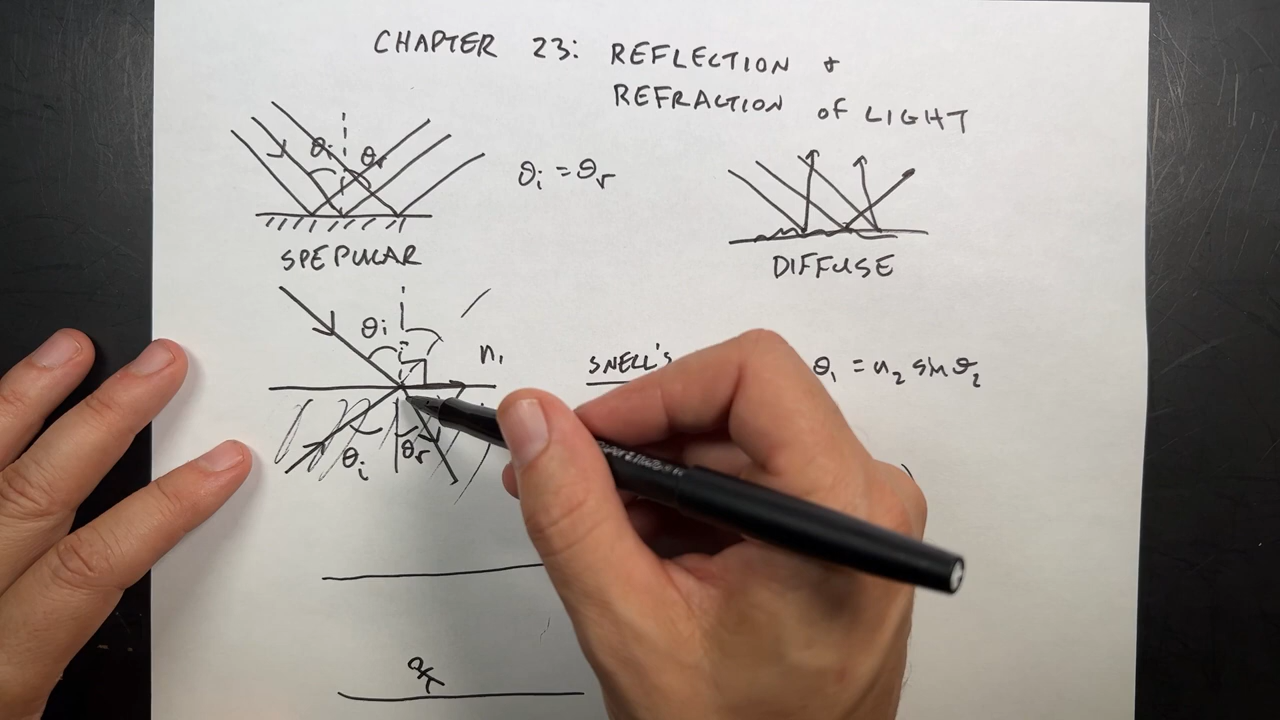 CHAPTER 23: REFLECTION +
REFRACTION of LIGHT
θi θr
θi = θr
SPEPULAR
DIFFUSE
θi
n₁
SNELL'S
θ₁ = n₂ sin θ₂
θi θr